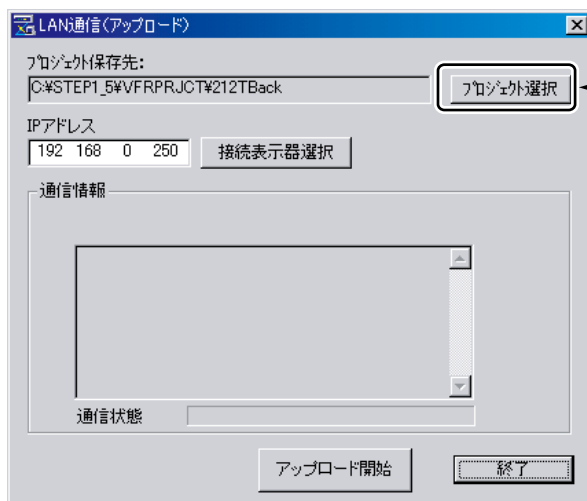 LAN通信(アップロード)
プロジェクト保存先:
C:¥STEP1_5¥VFRPRJCT¥212TBack
プロジェクト選択
IPアドレス
192 168 0 250
接続表示器選択
通信情報
通信状態
アップロード開始
終了